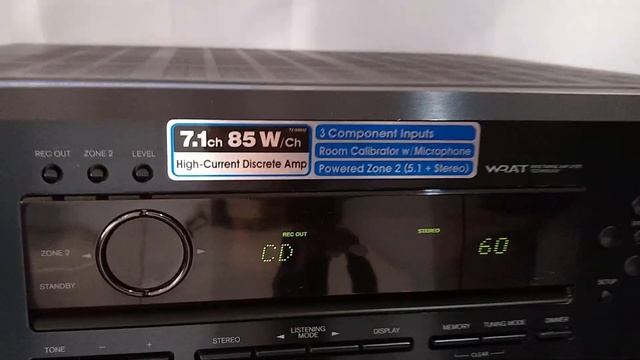 7.1ch 85 W/Ch
High-Current Discrete Amp
3 Component Inputs
Room Calibrator w/Microphone
Powered Zone 2 (5.1 + Stereo)
REC OUT ZONE 2 LEVEL
WRAT
REC OUT
STEREO
CD
60
ZONE 2
STANDBY
SETUP
TONE - +
STEREO
LISTENING MODE
DISPLAY
MEMORY
TUNING MODE
DIMMER
CLEAR